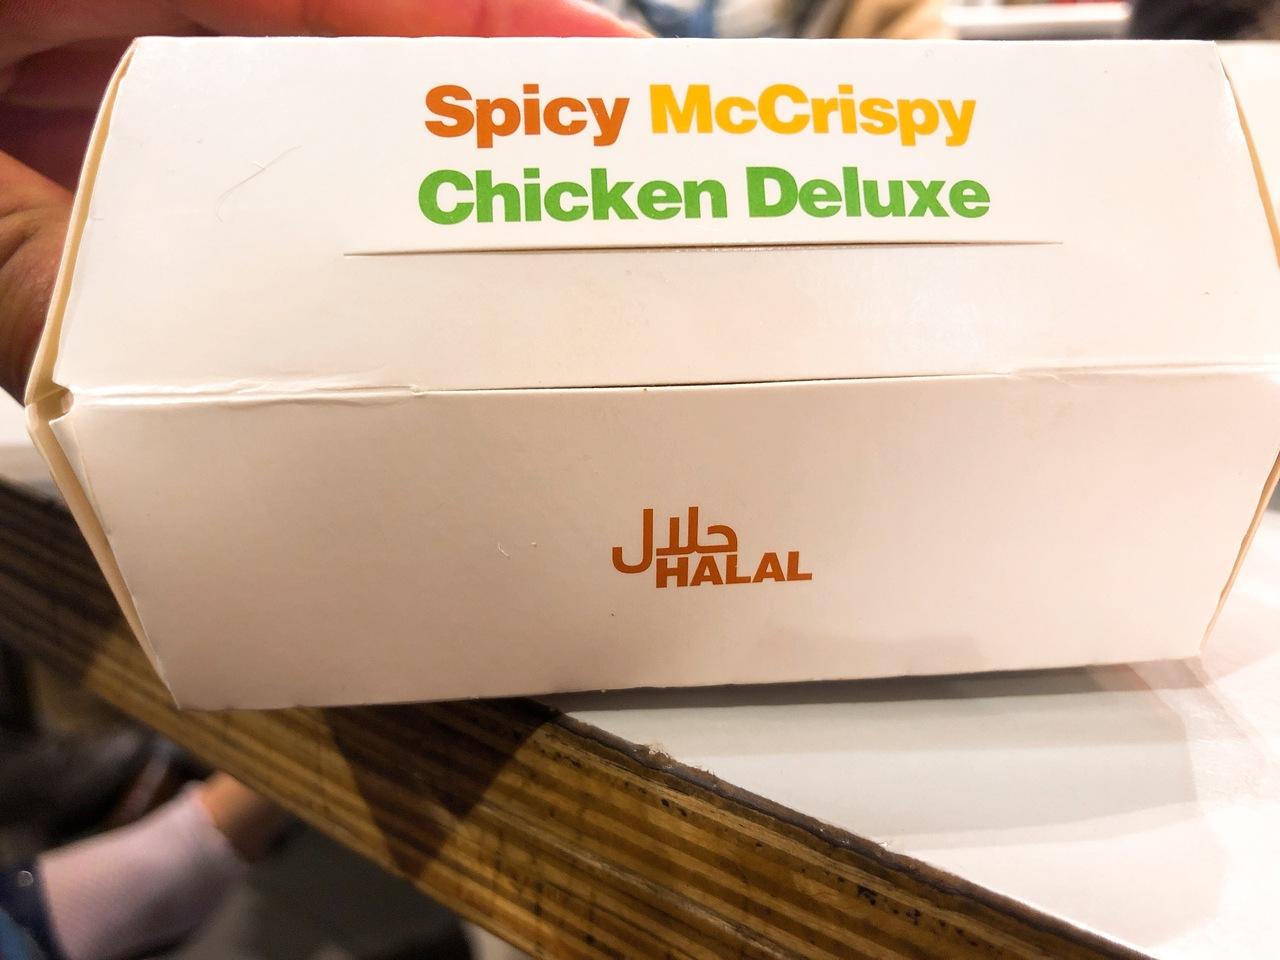 Spicy McCrispy
Chicken Deluxe
حلال
HALAL